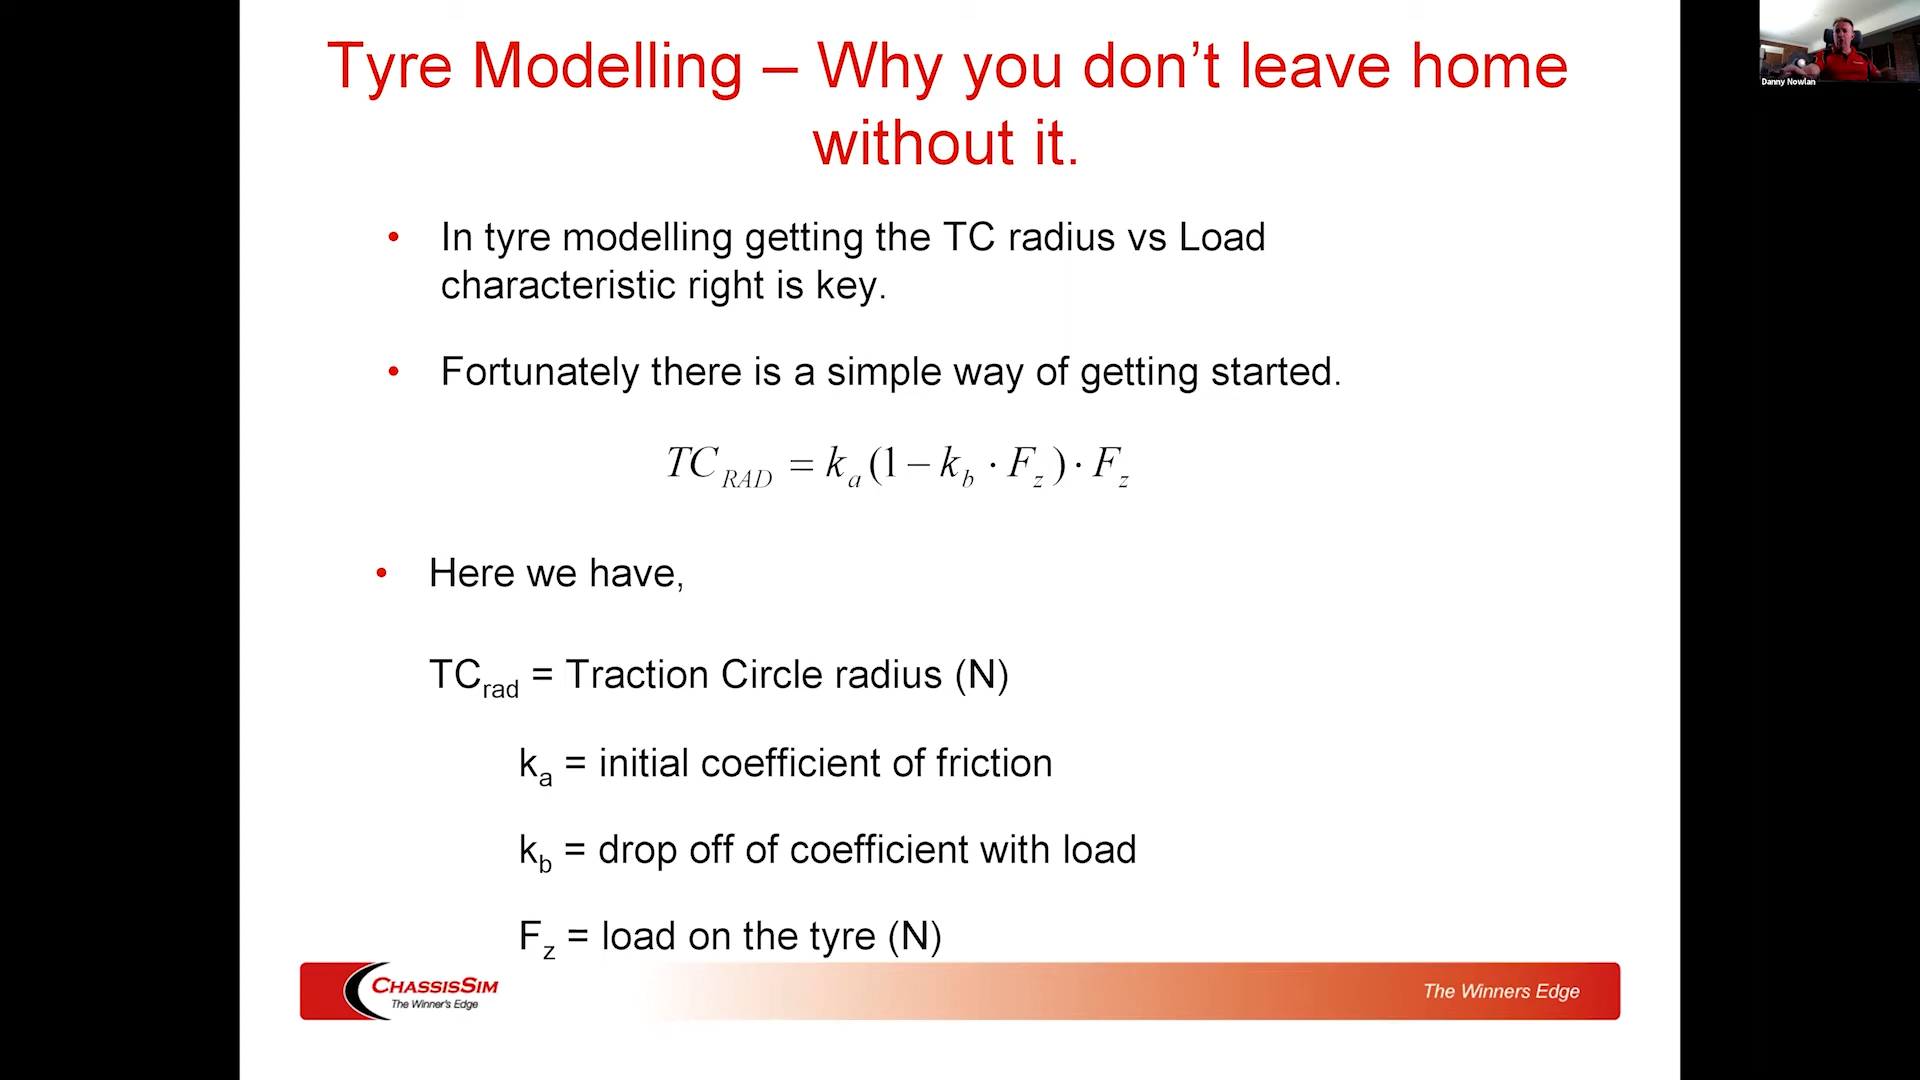 Tyre Modelling – Why you don’t leave home
without it.
Danny Nowlan
• In tyre modelling getting the TC radius vs Load
characteristic right is key.
• Fortunately there is a simple way of getting started.
TC_RAD = k_a(1 − k_b · F_z) · F_z
• Here we have,
TC_rad = Traction Circle radius (N)
k_a = initial coefficient of friction
k_b = drop off of coefficient with load
F_z = load on the tyre (N)
CHASSISSIM
The Winner's Edge
The Winners Edge